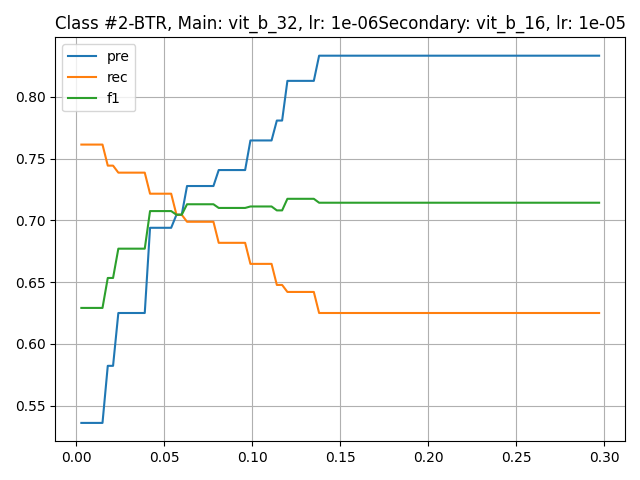 Class #2-BTR, Main: vit_b_32, lr: 1e-06Secondary: vit_b_16, lr: 1e-05
pre
rec
f1
0.80
0.75
0.70
0.65
0.60
0.55
0.00 0.05 0.10 0.15 0.20 0.25 0.30